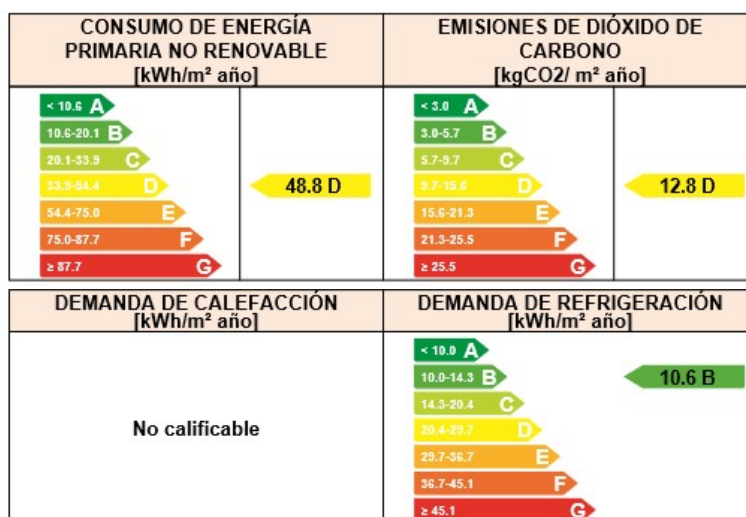 CONSUMO DE ENERGÍA
PRIMARIA NO RENOVABLE
[kWh/m² año]
< 10.6 A
10.6-20.1 B
20.1-33.9 C
33.9-54.4 D
54.4-75.0 E
75.0-87.7 F
≥ 87.7 G
48.8 D
EMISIONES DE DIÓXIDO DE
CARBONO
[kgCO2/ m² año]
< 3.0 A
3.0-5.7 B
5.7-9.7 C
9.7-15.6 D
15.6-21.3 E
21.3-25.5 F
≥ 25.5 G
12.8 D
DEMANDA DE CALEFACCIÓN
[kWh/m² año]
No calificable
DEMANDA DE REFRIGERACIÓN
[kWh/m² año]
< 10.0 A
10.0-14.3 B
14.3-20.4 C
20.4-29.7 D
29.7-36.7 E
36.7-45.1 F
≥ 45.1 G
10.6 B